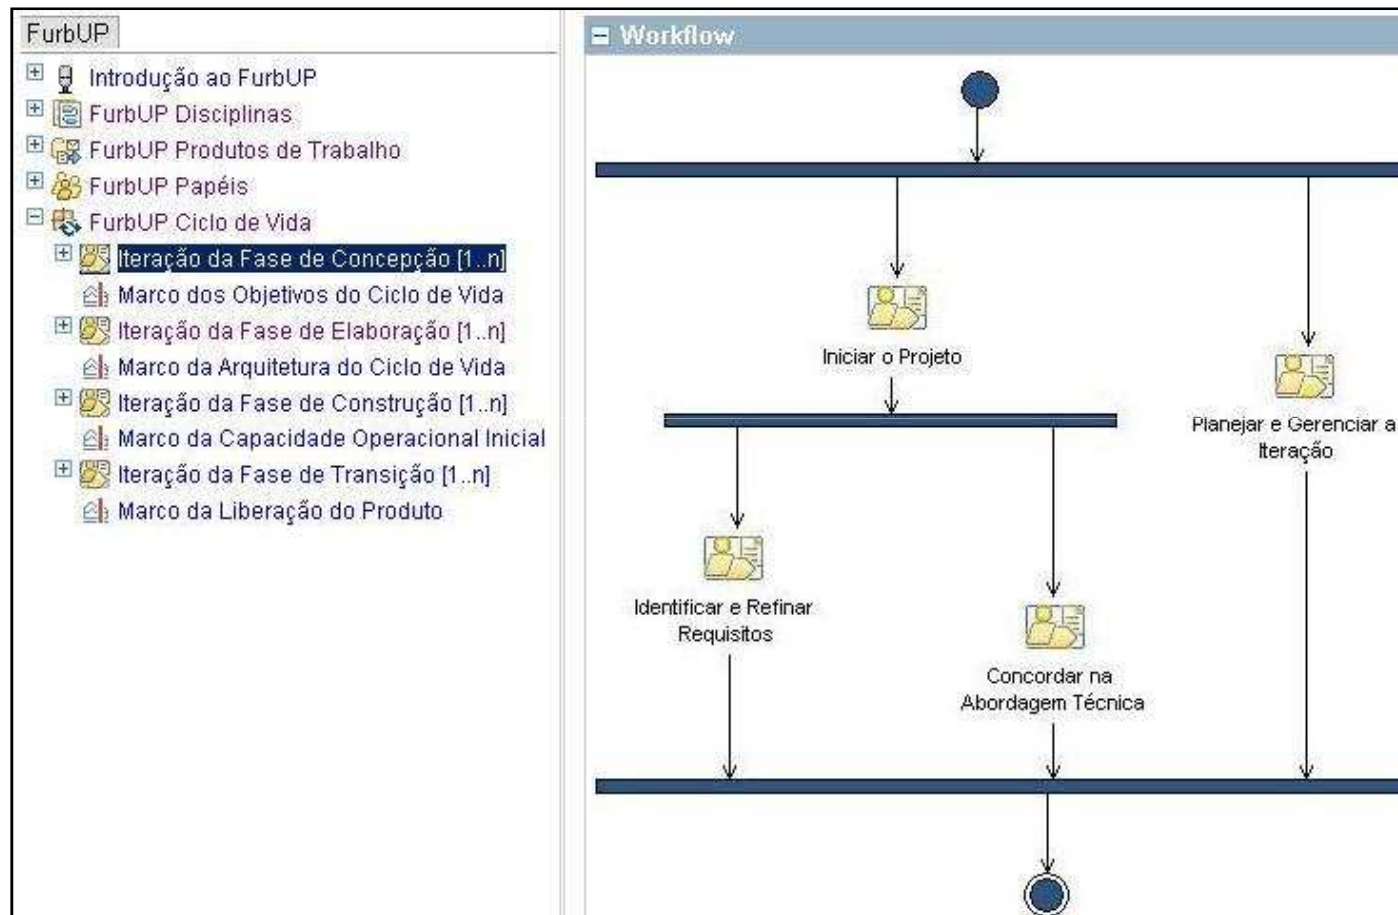 FurbUP
Introdução ao FurbUP
FurbUP Disciplinas
FurbUP Produtos de Trabalho
FurbUP Papéis
FurbUP Ciclo de Vida
Iteração da Fase de Concepção [1..n]
Marco dos Objetivos do Ciclo de Vida
Iteração da Fase de Elaboração [1..n]
Marco da Arquitetura do Ciclo de Vida
Iteração da Fase de Construção [1..n]
Marco da Capacidade Operacional Inicial
Iteração da Fase de Transição [1..n]
Marco da Liberação do Produto
Workflow
Iniciar o Projeto
Planejar e Gerenciar a
Iteração
Identificar e Refinar
Requisitos
Concordar na
Abordagem Técnica